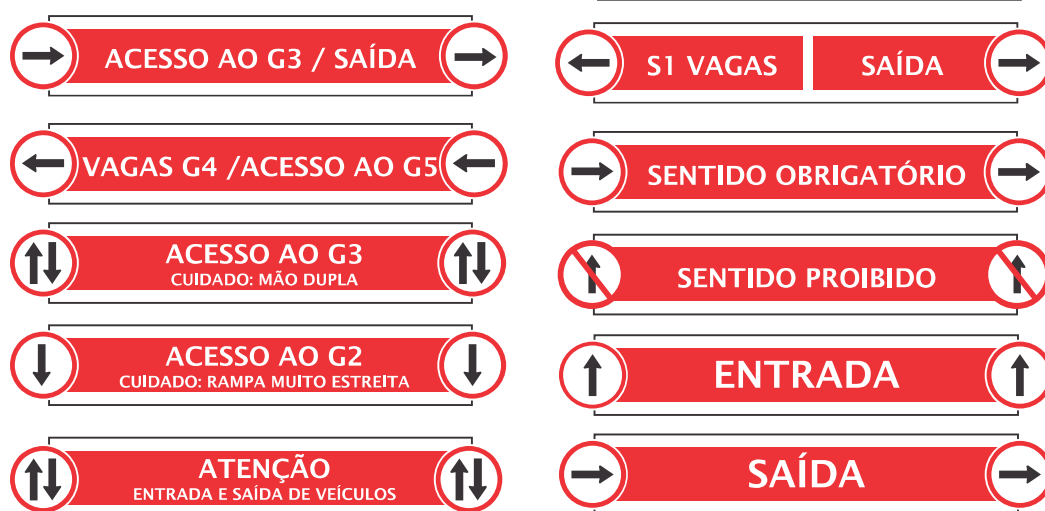 ACESSO AO G3 / SAÍDA
VAGAS G4 /ACESSO AO G5
ACESSO AO G3
CUIDADO: MÃO DUPLA
ACESSO AO G2
CUIDADO: RAMPA MUITO ESTREITA
ATENÇÃO
ENTRADA E SAÍDA DE VEÍCULOS
S1 VAGAS
SAÍDA
SENTIDO OBRIGATÓRIO
SENTIDO PROIBIDO
ENTRADA
SAÍDA